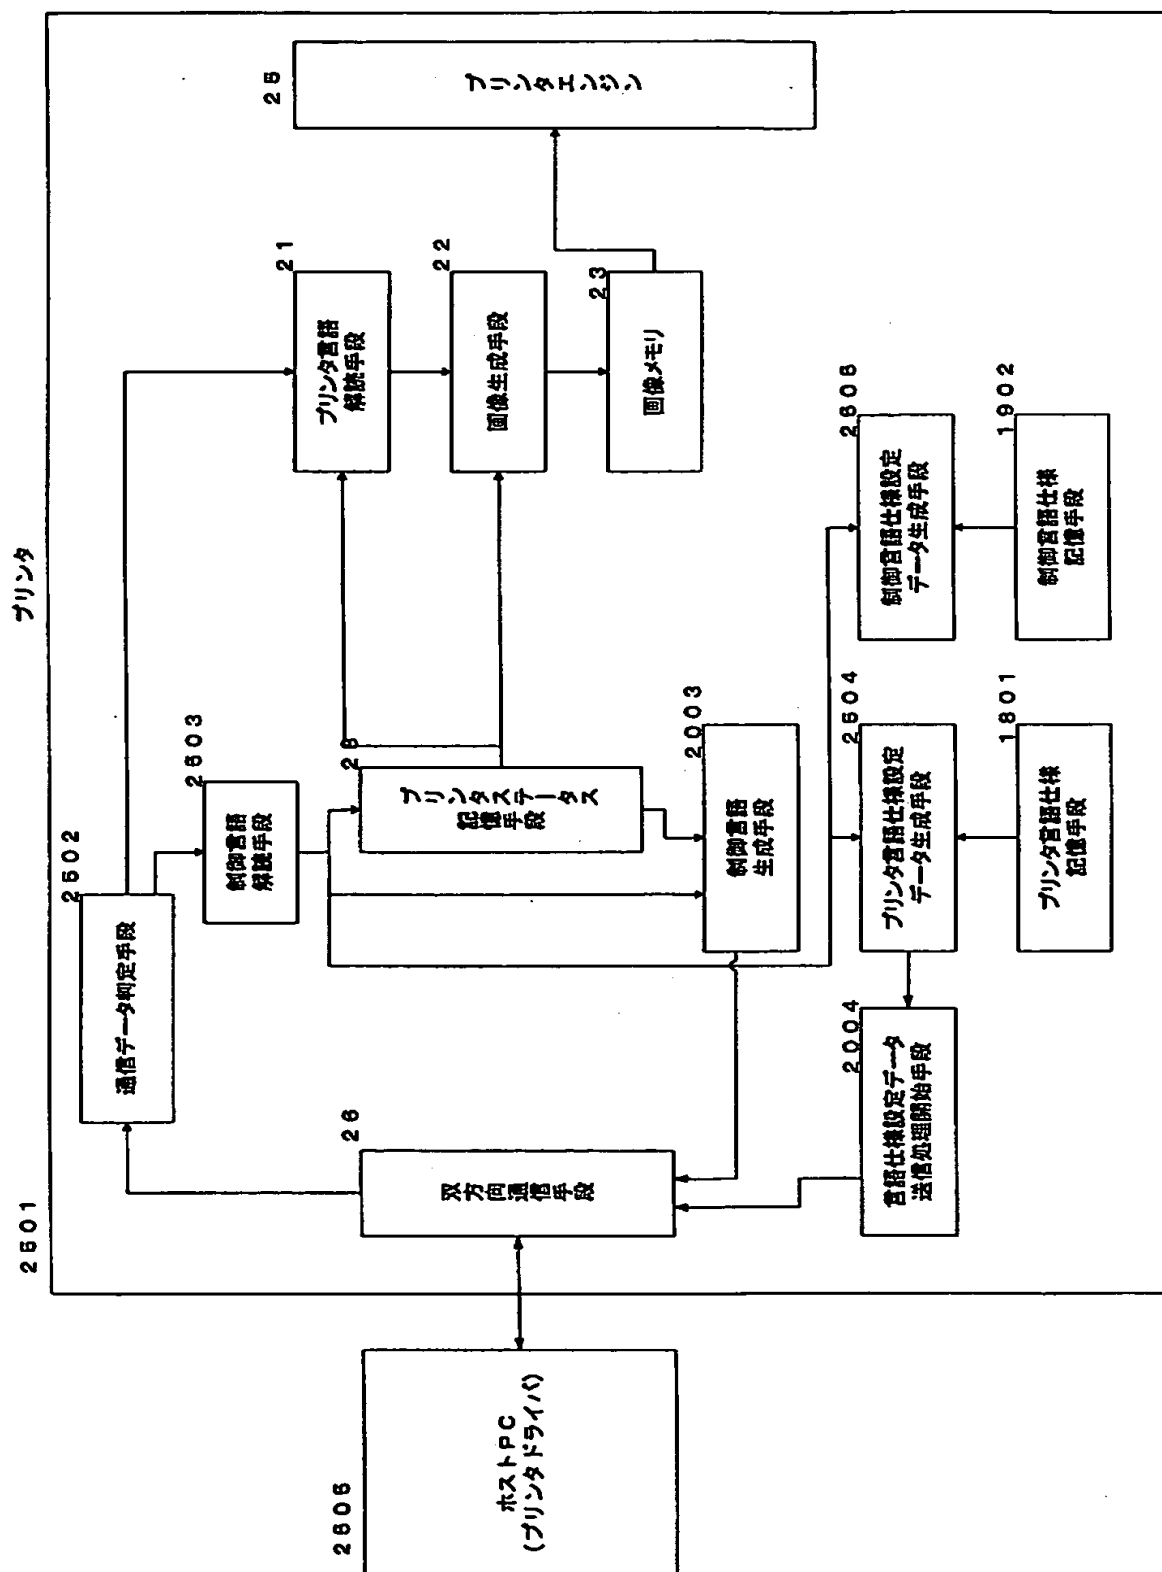 プリンタ
通信データ判定手段
制御言語
解読手段
プリンタ言語
解読手段
21
画像生成手段
22
画像メモリ
23
プリンタエンジン
25
双方向通信手段
26
プリンタステータス
記憶手段
制御言語
生成手段
2003
ホストPC
(プリンタドライバ)
言語仕様設定データ
送信処理開始手段
2004
プリンタ言語仕様設定
データ生成手段
制御言語仕様設定
データ生成手段
プリンタ言語仕様
記憶手段
1801
制御言語仕様
記憶手段
1902